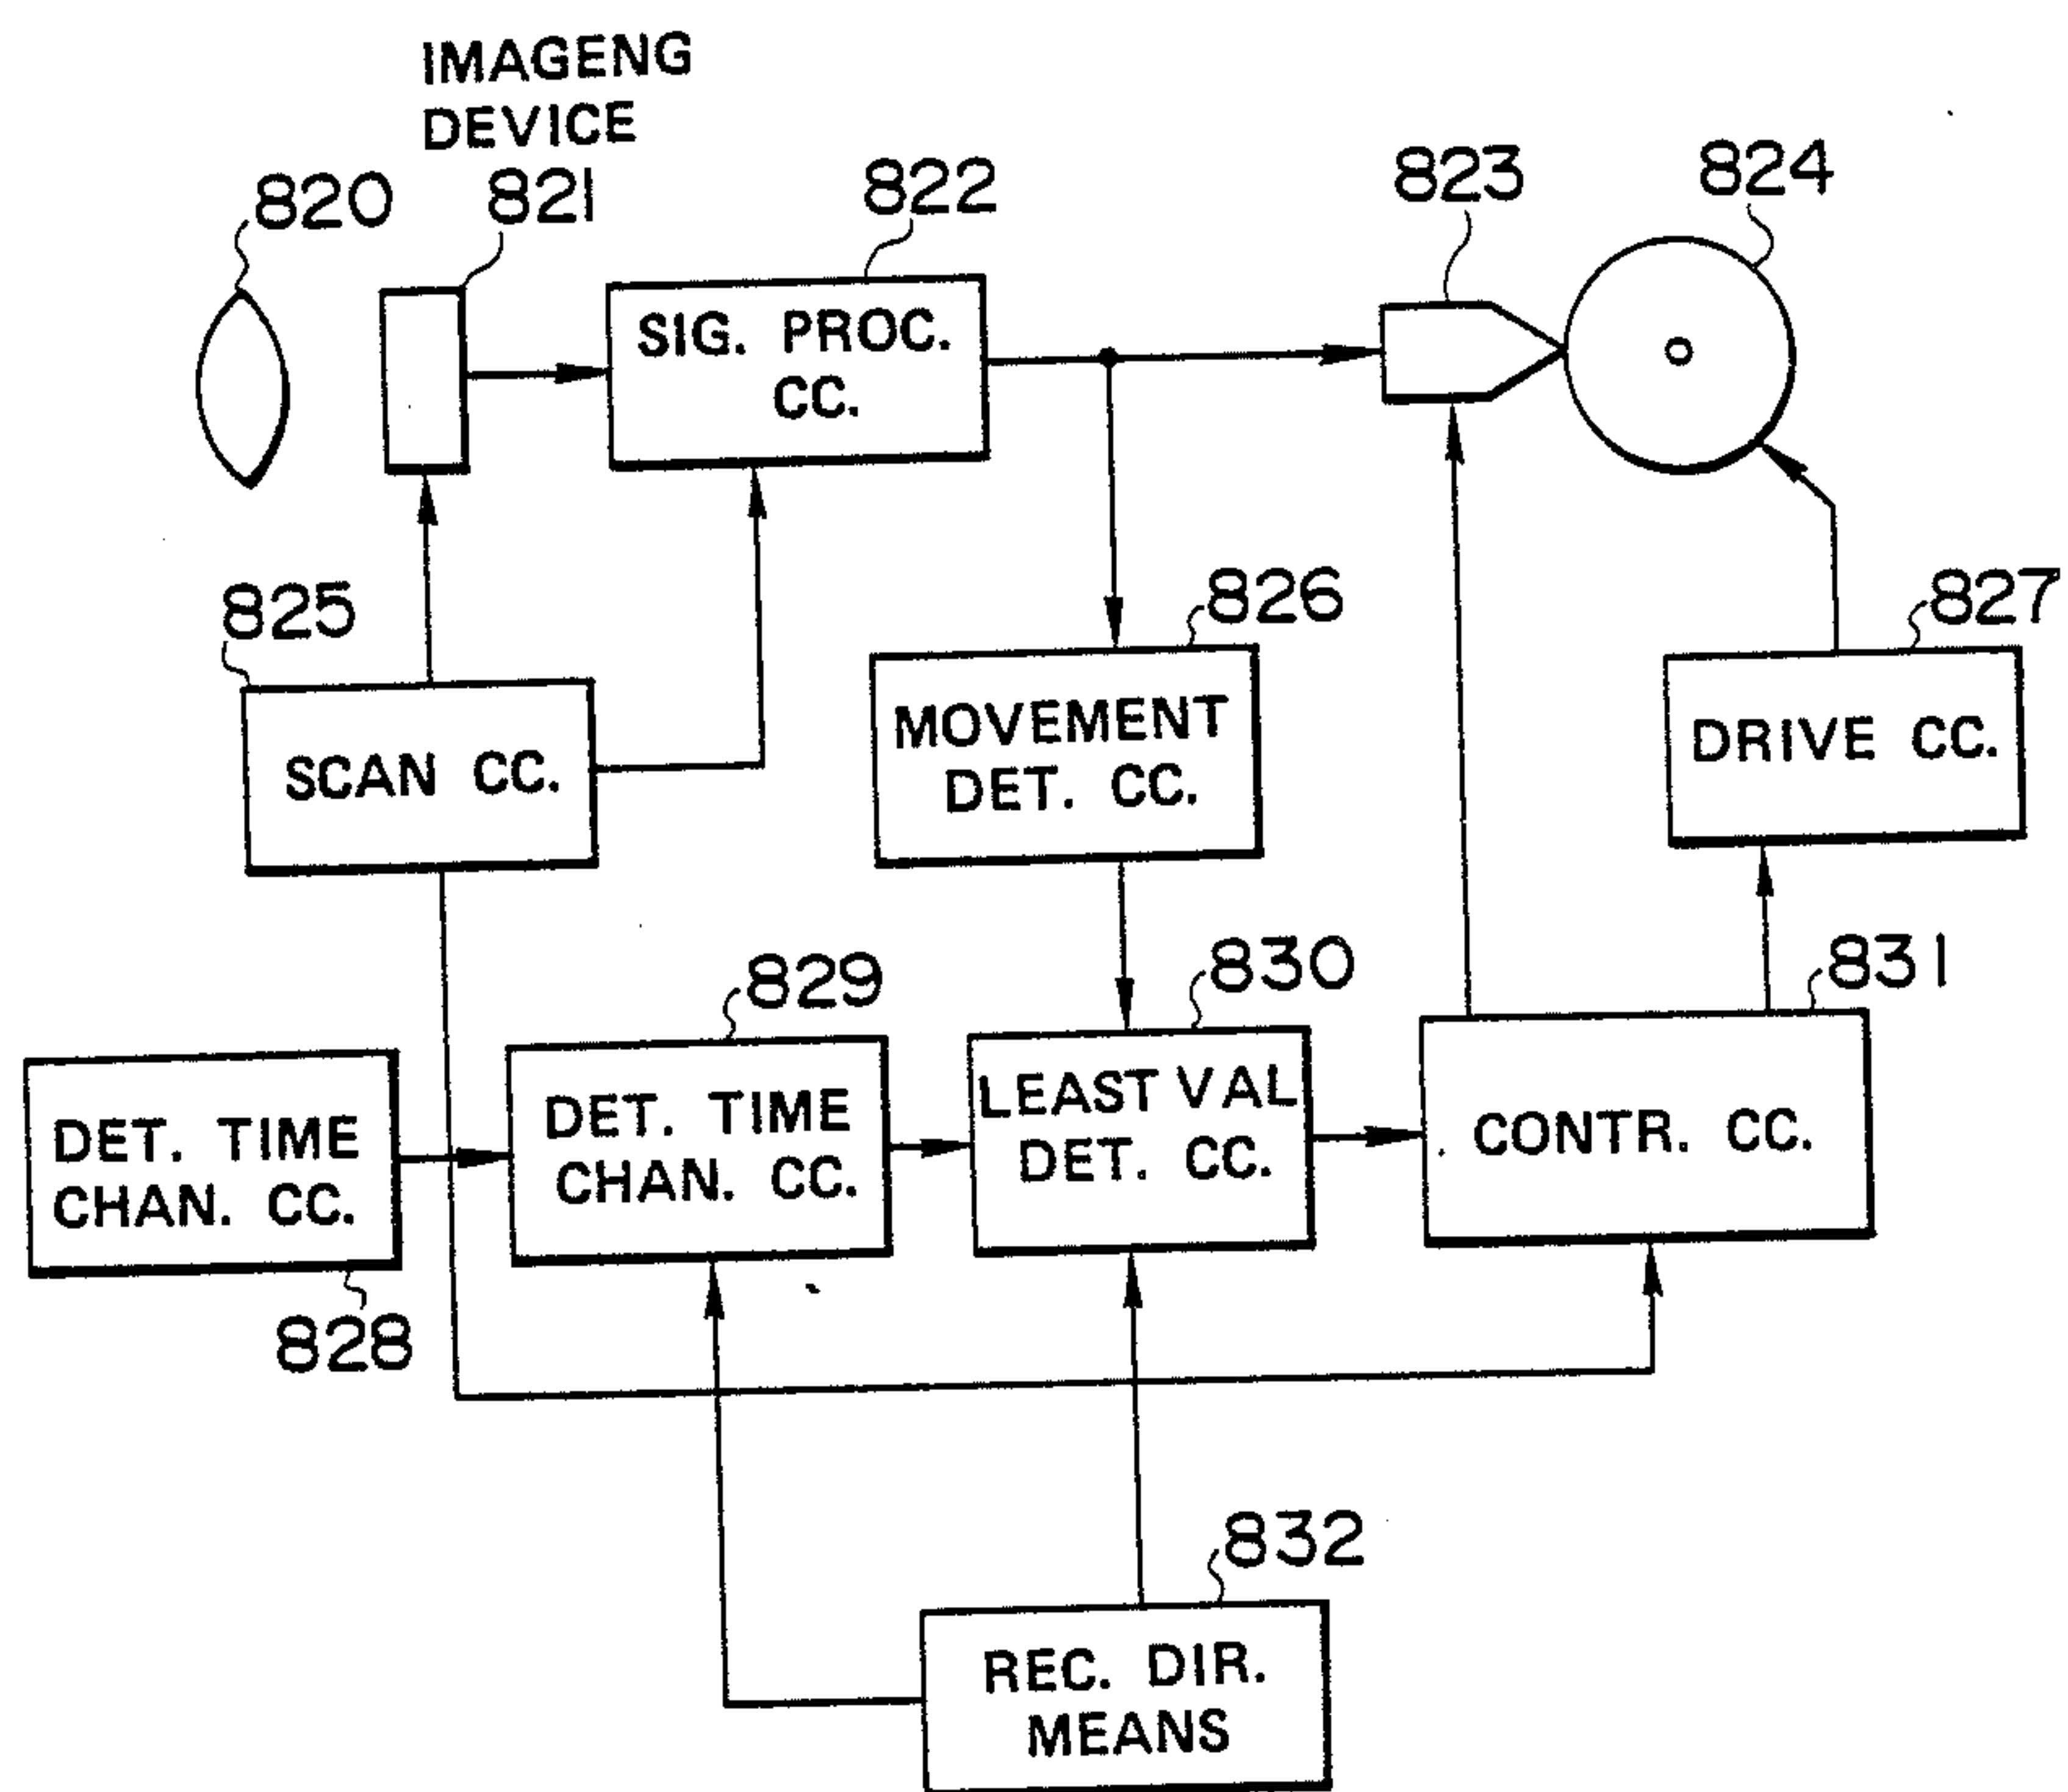 IMAGENG
DEVICE
820
821
822
823
824
SIG. PROC.
CC.
825
826
827
SCAN CC.
MOVEMENT
DET. CC.
DRIVE CC.
829
830
831
DET. TIME
CHAN. CC.
DET. TIME
CHAN. CC.
LEAST VAL
DET. CC.
CONTR. CC.
828
832
REC. DIR.
MEANS